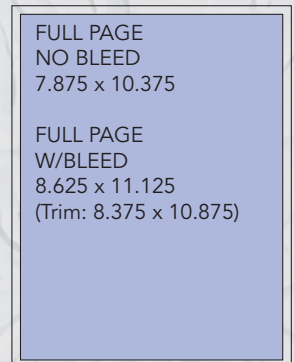 FULL PAGE
NO BLEED
7.875 x 10.375
FULL PAGE
W/BLEED
8.625 x 11.125
(Trim: 8.375 x 10.875)